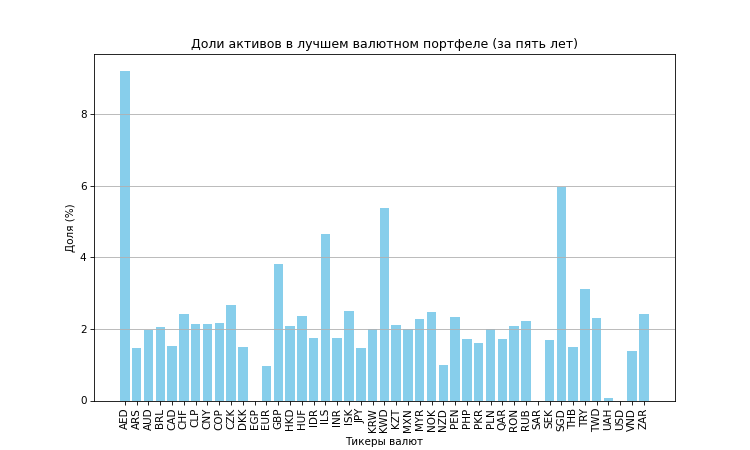 Доли активов в лучшем валютном портфеле (за пять лет)
Доля (%)
8
6
4
2
0
AED ARS AUD BRL CAD CHF CLP CNY COP CZK DKK EGP EUR GBP HKD HUF IDR ILS INR ISK JPY KRW KWD KZT MXN MYR NOK NZD PEN PHP PKR PLN QAR RON RUB SAR SEK SGD THB TRY TWD UAH USD VND ZAR
Тикеры валют